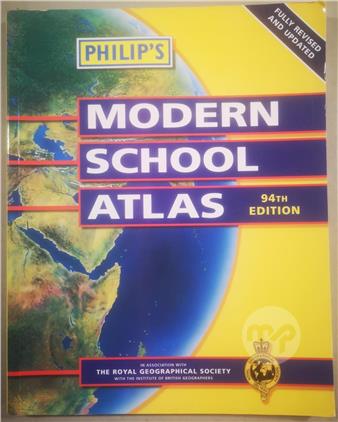 PHILIP'S
FULLY REVISED
AND UPDATED
MODERN
SCHOOL
ATLAS
94TH
EDITION
IN ASSOCIATION WITH
THE ROYAL GEOGRAPHICAL SOCIETY
WITH THE INSTITUTE OF BRITISH GEOGRAPHERS